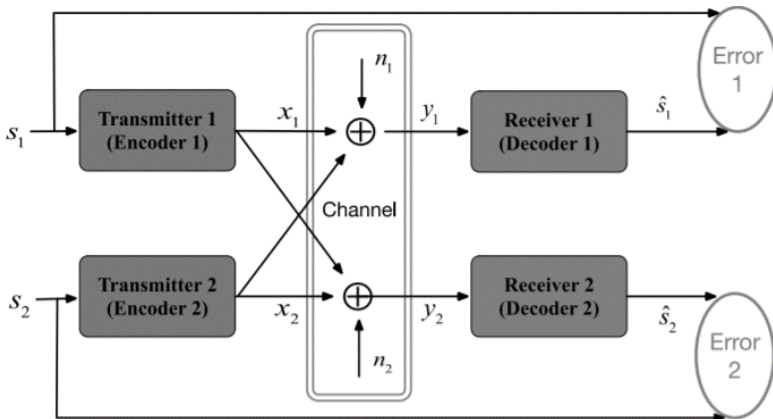 n₁
Error
1
s₁
Transmitter 1
(Encoder 1)
x₁
y₁
Receiver 1
(Decoder 1)
ŝ₁
Channel
s₂
Transmitter 2
(Encoder 2)
x₂
n₂
y₂
Receiver 2
(Decoder 2)
ŝ₂
Error
2